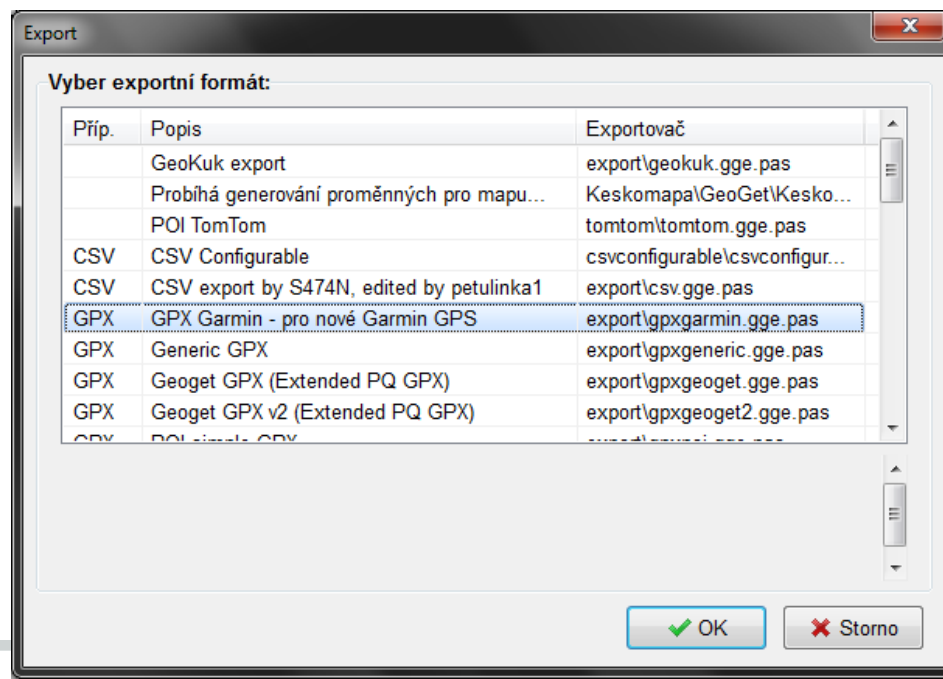 Export
Vyber exportní formát:
Příp. Popis Exportovač
GeoKuk export export\geokuk.gge.pas
Probíhá generování proměnných pro mapu... Keskomapa\GeoGet\Kesko...
POI TomTom tomtom\tomtom.gge.pas
CSV CSV Configurable csvconfigurable\csvconfigur...
CSV CSV export by S474N, edited by petulinka1 export\csv.gge.pas
GPX GPX Garmin - pro nové Garmin GPS export\gpxgarmin.gge.pas
GPX Generic GPX export\gpxgeneric.gge.pas
GPX Geoget GPX (Extended PQ GPX) export\gpxgeoget.gge.pas
GPX Geoget GPX v2 (Extended PQ GPX) export\gpxgeoget2.gge.pas
GPX POI simple GPX
OK Storno